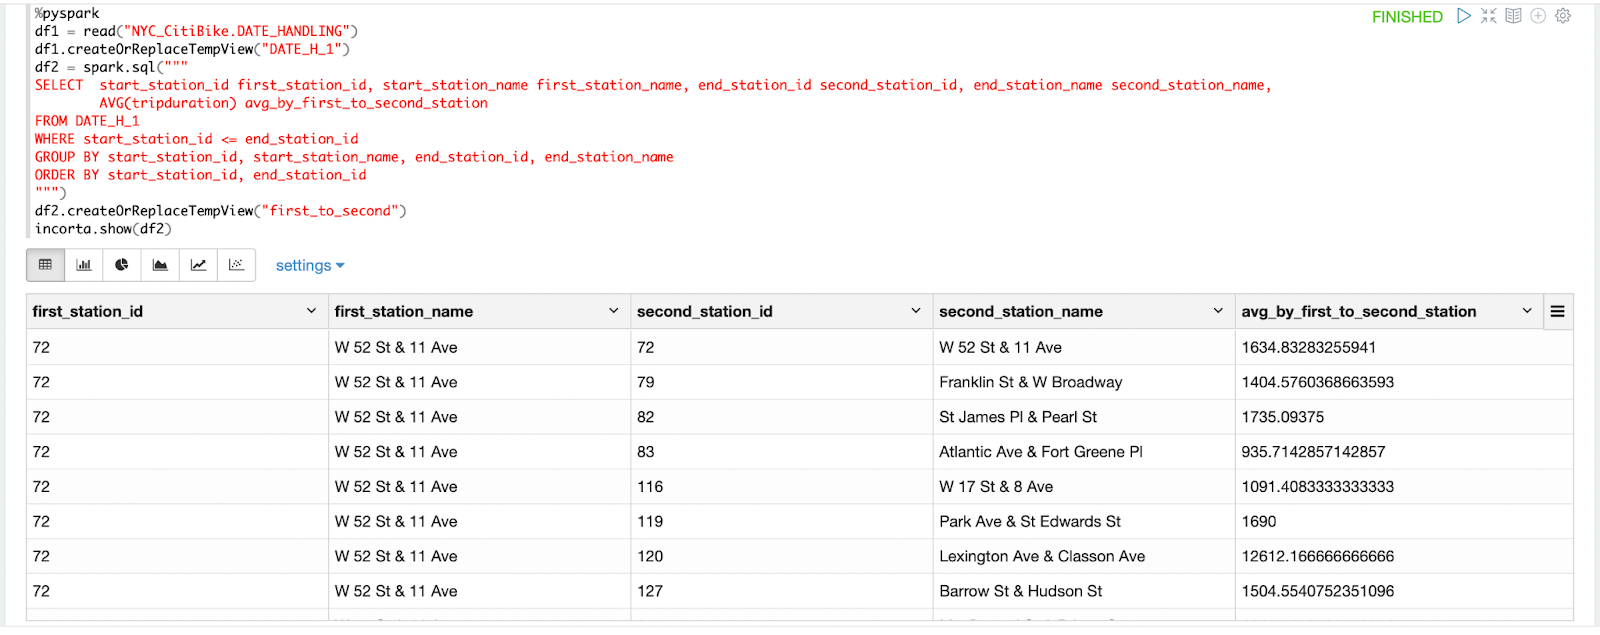 %pyspark
FINISHED
df1 = read("NYC_CitiBike.DATE_HANDLING")
df1.createOrReplaceTempView("DATE_H_1")
df2 = spark.sql("""
SELECT  start_station_id first_station_id, start_station_name first_station_name, end_station_id second_station_id, end_station_name second_station_name,
        AVG(tripduration) avg_by_first_to_second_station
FROM DATE_H_1
WHERE start_station_id <= end_station_id
GROUP BY start_station_id, start_station_name, end_station_id, end_station_name
ORDER BY start_station_id, end_station_id
""")
df2.createOrReplaceTempView("first_to_second")
incorta.show(df2)
settings
first_station_id first_station_name second_station_id second_station_name avg_by_first_to_second_station
72 W 52 St & 11 Ave 72 W 52 St & 11 Ave 1634.83283255941
72 W 52 St & 11 Ave 79 Franklin St & W Broadway 1404.5760368663593
72 W 52 St & 11 Ave 82 St James Pl & Pearl St 1735.09375
72 W 52 St & 11 Ave 83 Atlantic Ave & Fort Greene Pl 935.7142857142857
72 W 52 St & 11 Ave 116 W 17 St & 8 Ave 1091.4083333333333
72 W 52 St & 11 Ave 119 Park Ave & St Edwards St 1690
72 W 52 St & 11 Ave 120 Lexington Ave & Classon Ave 12612.166666666666
72 W 52 St & 11 Ave 127 Barrow St & Hudson St 1504.5540752351096